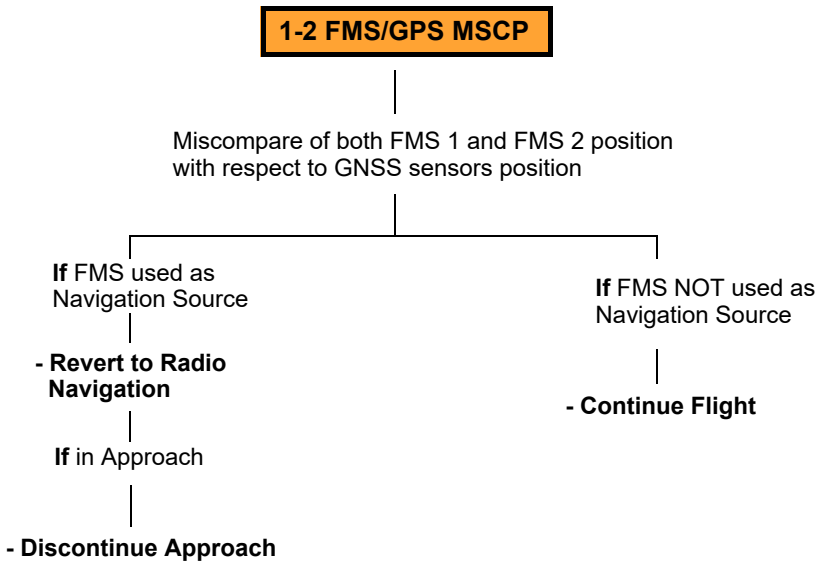 1-2 FMS/GPS MSCP
Miscompare of both FMS 1 and FMS 2 position
with respect to GNSS sensors position
If FMS used as
Navigation Source
- Revert to Radio
Navigation
If in Approach
- Discontinue Approach
If FMS NOT used as
Navigation Source
- Continue Flight